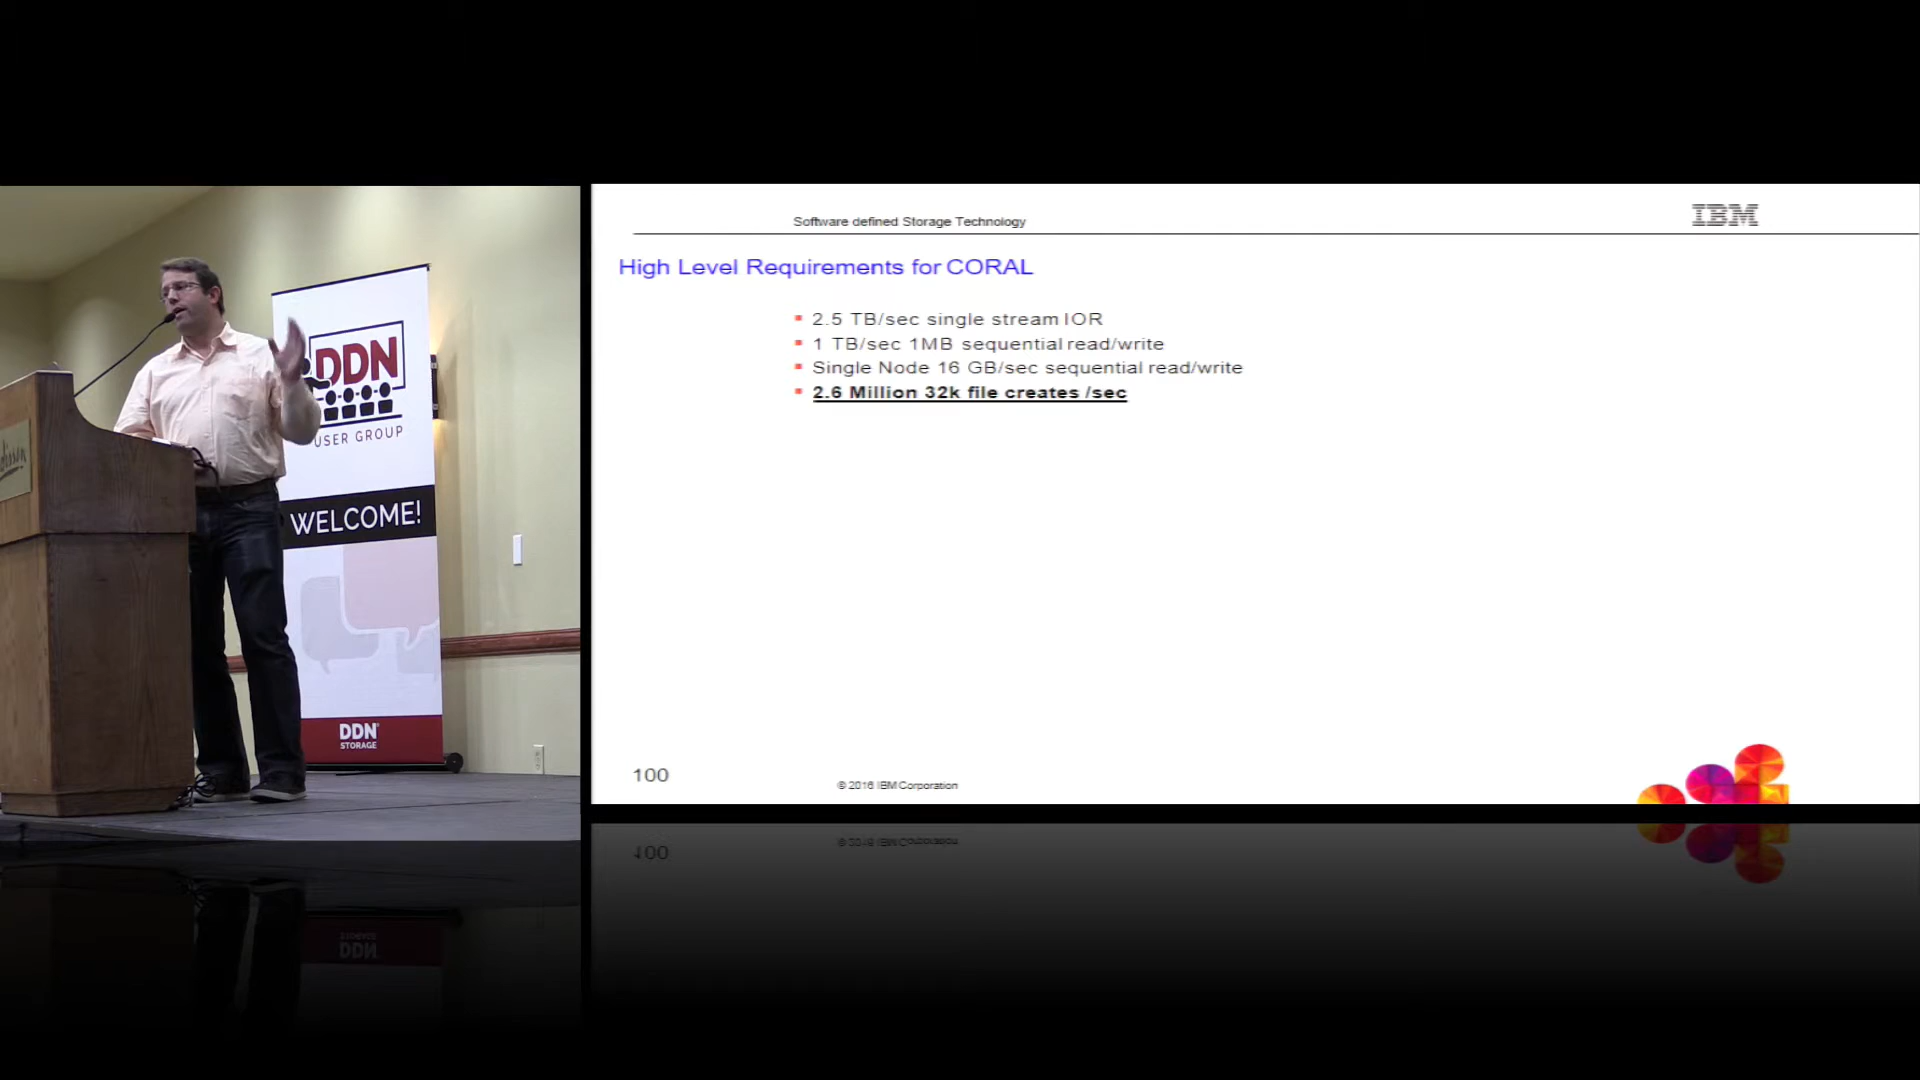 DDN
USER GROUP
WELCOME!
DDN
STORAGE
Software defined Storage Technology
IBM
High Level Requirements for CORAL
2.5 TB/sec single stream IOR
1 TB/sec 1MB sequential read/write
Single Node 16 GB/sec sequential read/write
2.6 Million 32k file creates /sec
100
© 2016 IBM Corporation